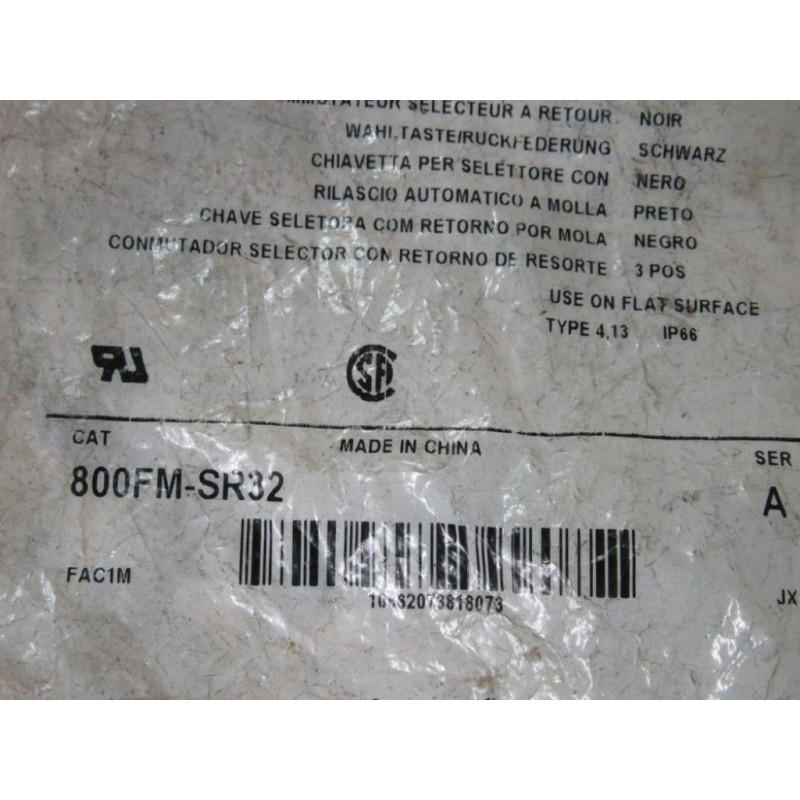 SELECTEUR A RETOUR NOIR
WAHLTASTE/RUCKFEDERUNG SCHWARZ
CHIAVETTA PER SELETTORE CON NERO
RILASCIO AUTOMATICO A MOLLA PRETO
CHAVE SELETORA COM RETORNO POR MOLA NEGRO
CONMUTADOR SELECTOR CON RETORNO DE RESORTE 3 POS
USE ON FLAT SURFACE
TYPE 4,13 IP66
CAT MADE IN CHINA SER
800FM-SR32 A
FAC1M JX